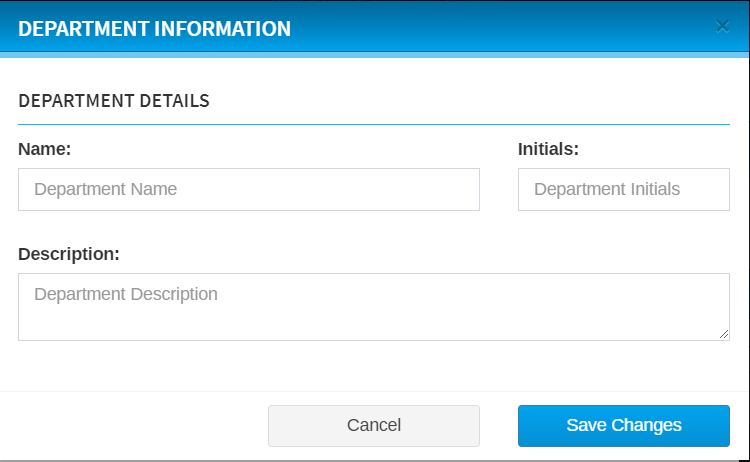 DEPARTMENT INFORMATION ×
DEPARTMENT DETAILS
Name: Initials:
Department Name Department Initials
Description:
Department Description
Cancel Save Changes